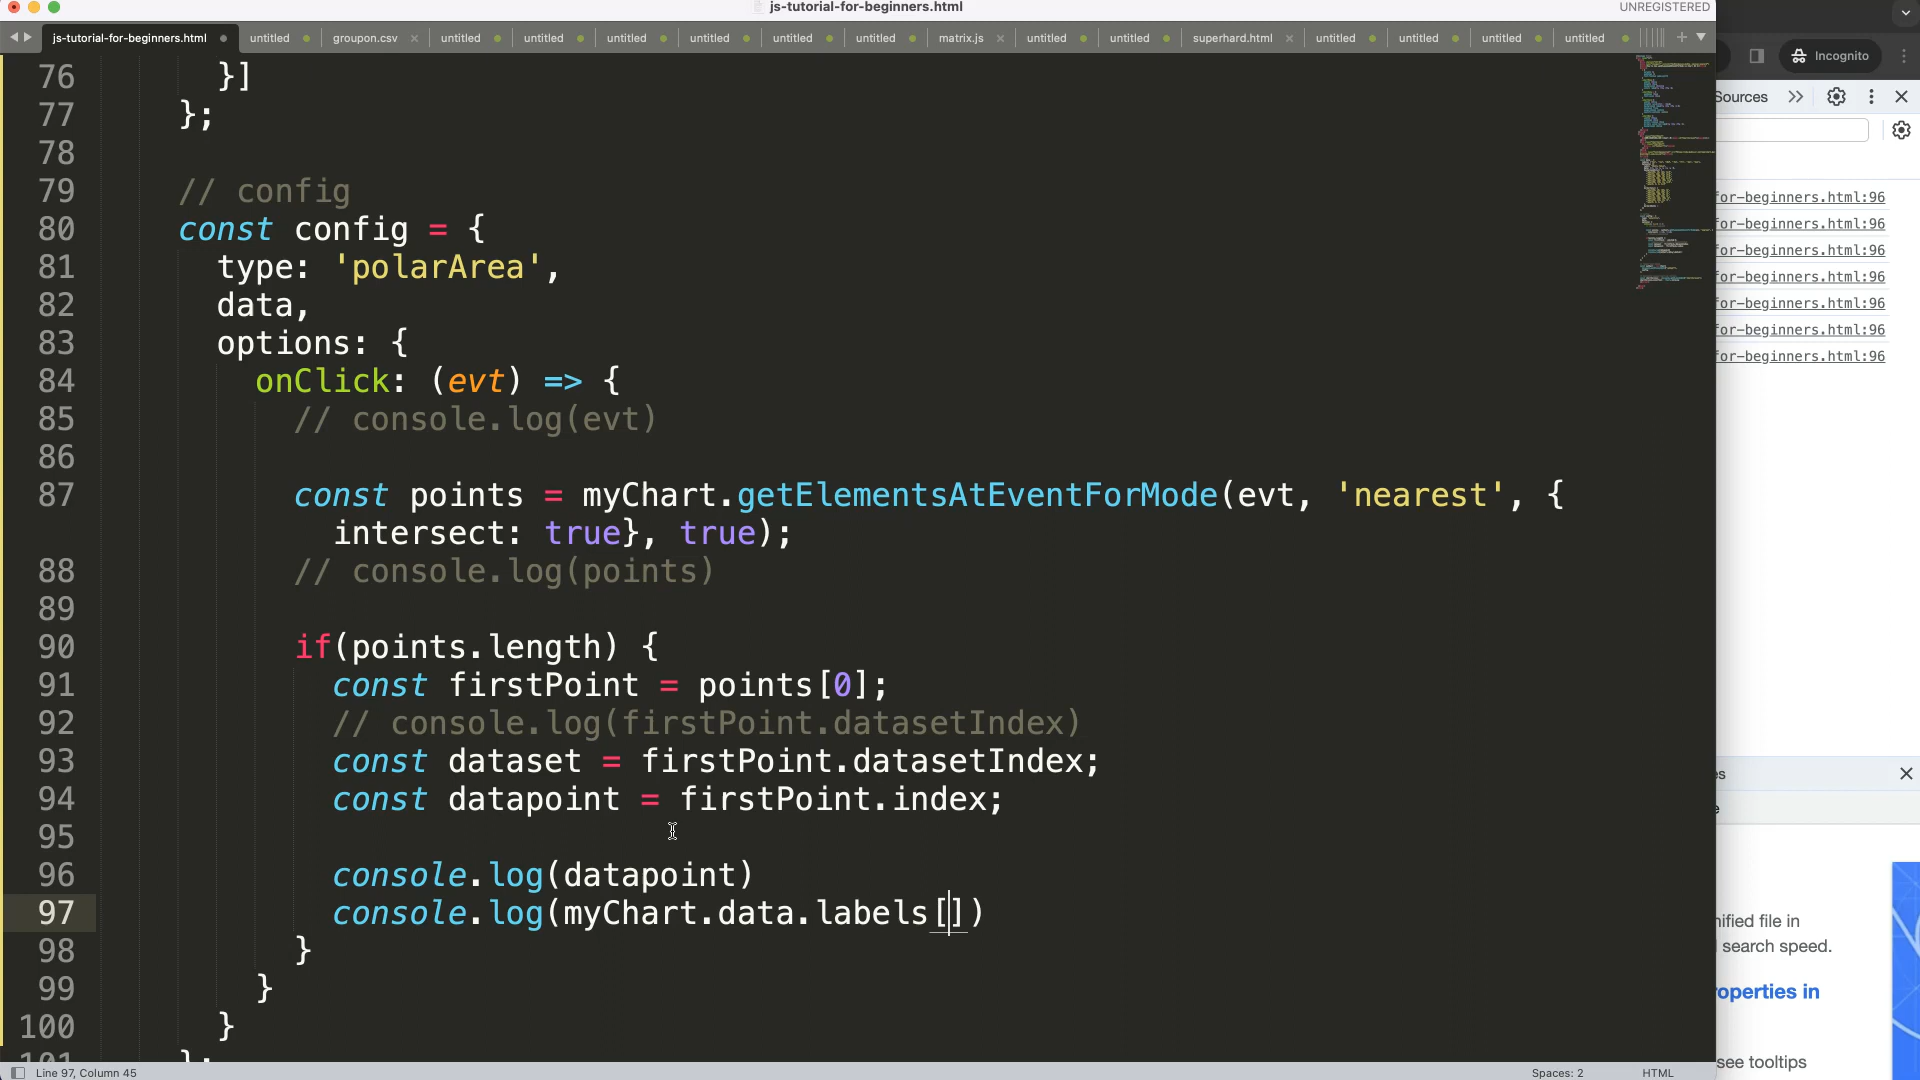 js-tutorial-for-beginners.html
UNREGISTERED
js-tutorial-for-beginners.html untitled groupon.csv untitled untitled untitled untitled untitled untitled matrix.js untitled untitled superhard.html untitled untitled untitled untitled
Incognito
Sources
76 }]
77 };
78
79 // config
80 const config = {
81 type: 'polarArea',
82 data,
83 options: {
84 onClick: (evt) => {
85 // console.log(evt)
86
87 const points = myChart.getElementsAtEventForMode(evt, 'nearest', {
intersect: true}, true);
88 // console.log(points)
89
90 if(points.length) {
91 const firstPoint = points[0];
92 // console.log(firstPoint.datasetIndex)
93 const dataset = firstPoint.datasetIndex;
94 const datapoint = firstPoint.index;
95
96 console.log(datapoint)
97 console.log(myChart.data.labels[])
98 }
99 }
100 }
101 };
for-beginners.html:96
for-beginners.html:96
for-beginners.html:96
for-beginners.html:96
for-beginners.html:96
for-beginners.html:96
for-beginners.html:96
es
e
nified file in
search speed.
roperties in
see tooltips
Line 97, Column 45
Spaces: 2
HTML